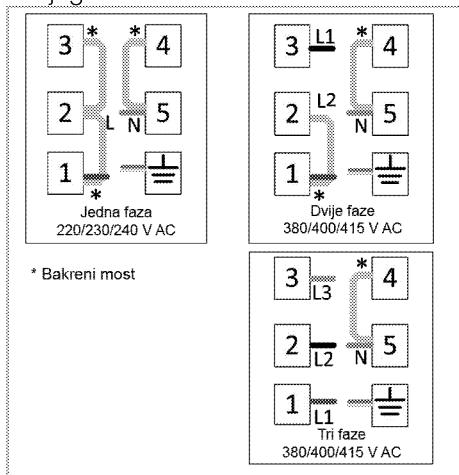 3 * * 4
2 L N 5
1 *
Jedna faza
220/230/240 V AC
3 L1 * 4
2 L2 N 5
1 *
Dvije faze
380/400/415 V AC
* Bakreni most
3 L3 * 4
2 L2 N 5
1 L1
Tri faze
380/400/415 V AC